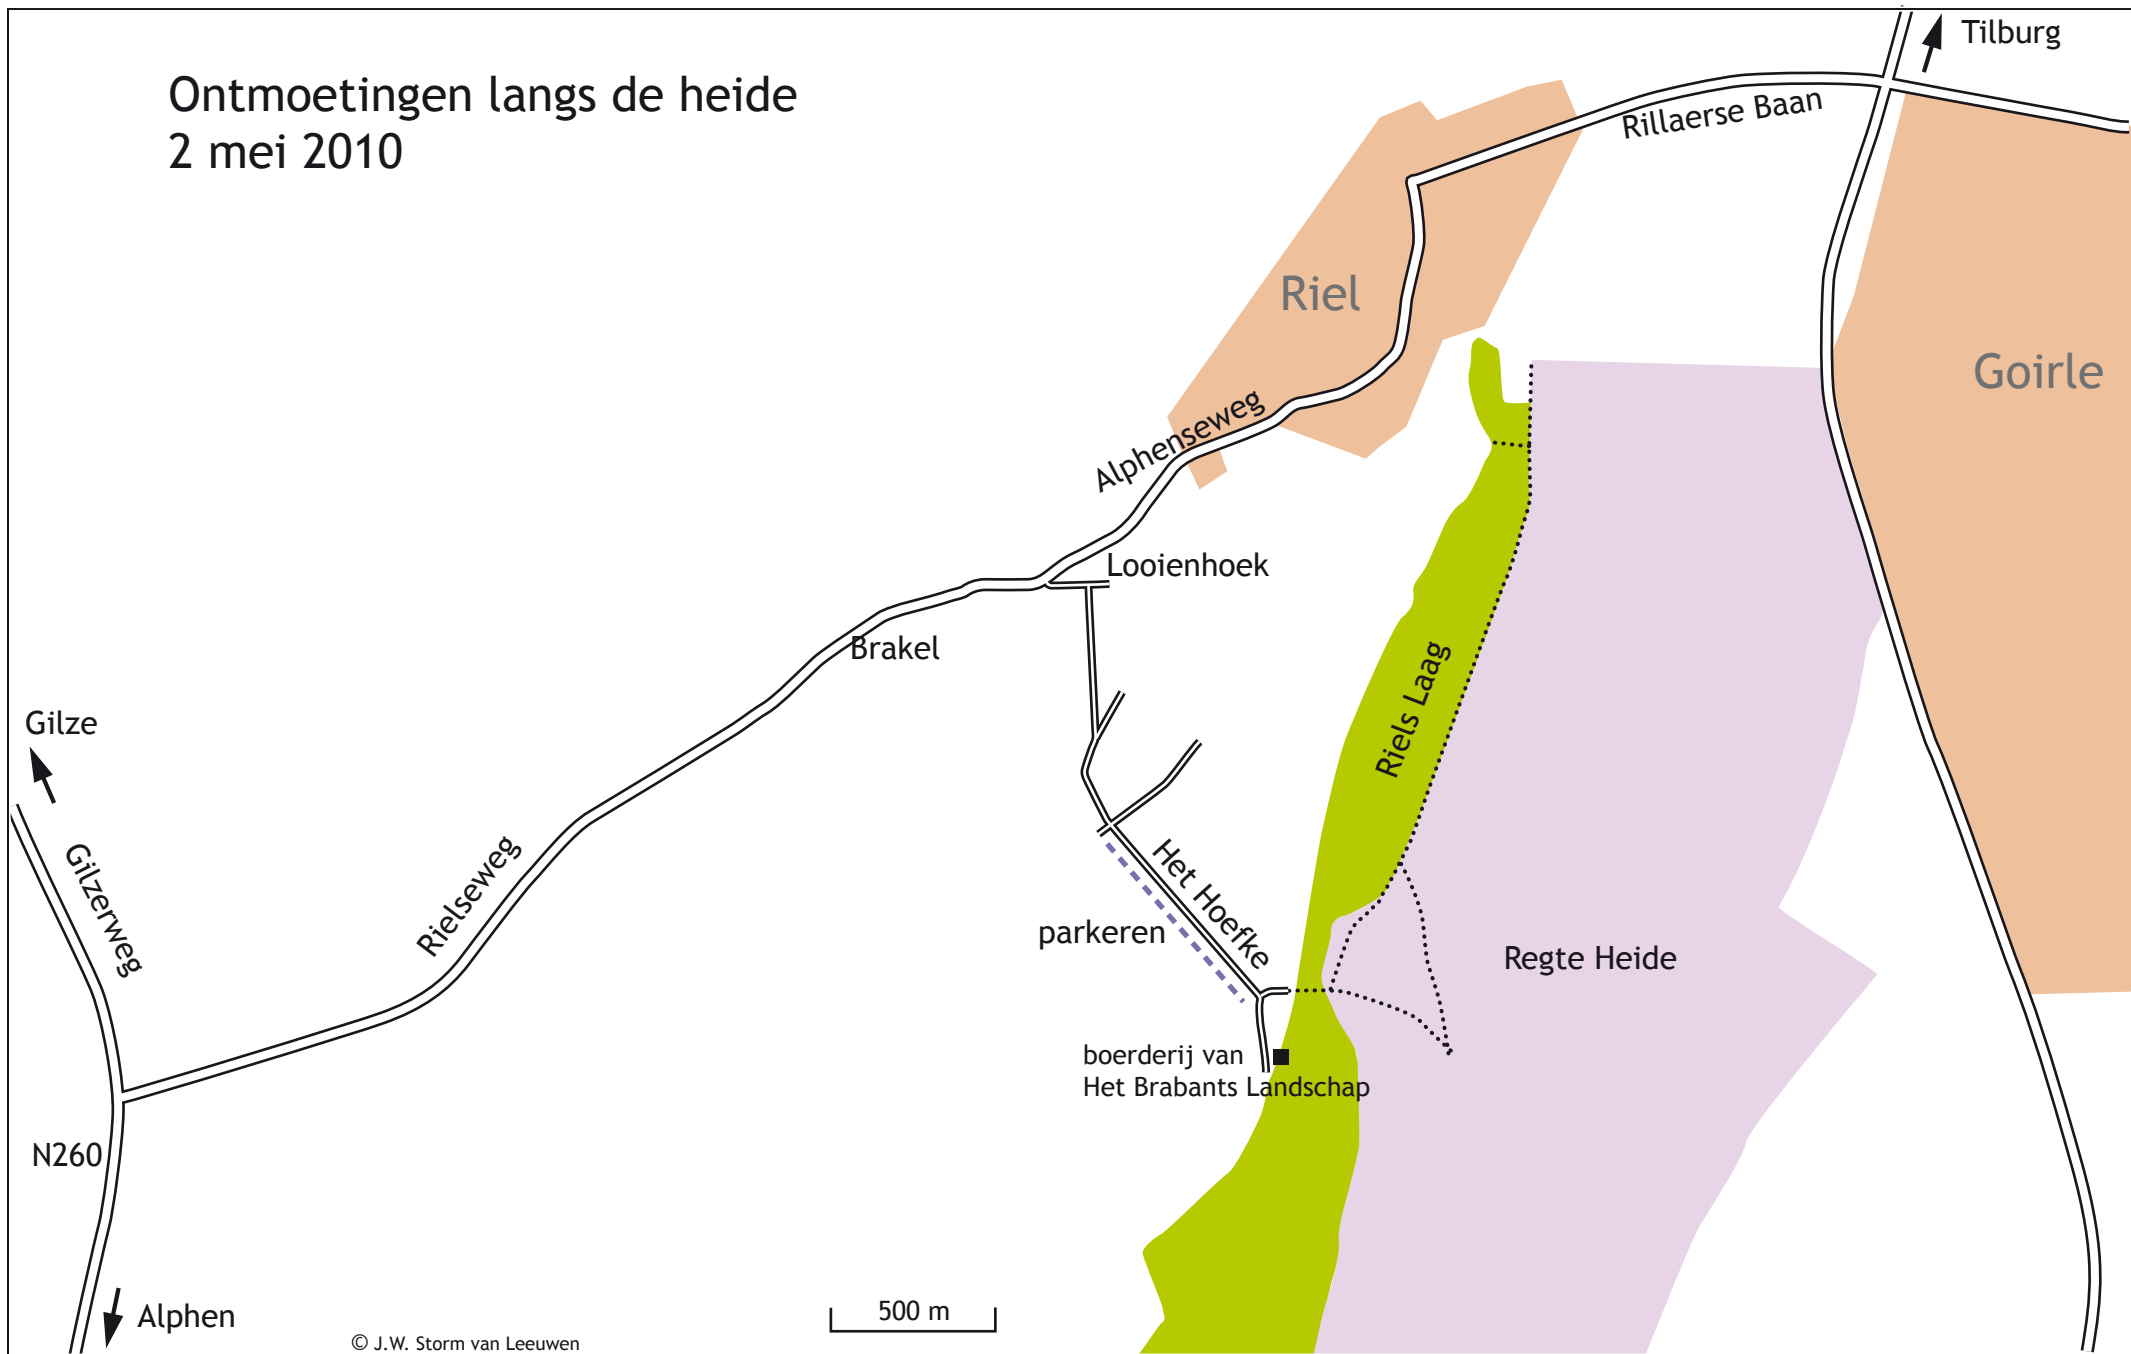 Tilburg
Ontmoetingen langs de heide
2 mei 2010
Rillaerse Baan
Riel
Goirle
Alphenseweg
Looienhoek
Brakel
Riels Laag
Gilze
Gilzerweg
Rielseweg
Het Hoefke
parkeren
Regte Heide
boerderij van
Het Brabants Landschap
N260
Alphen
500 m
© J.W. Storm van Leeuwen